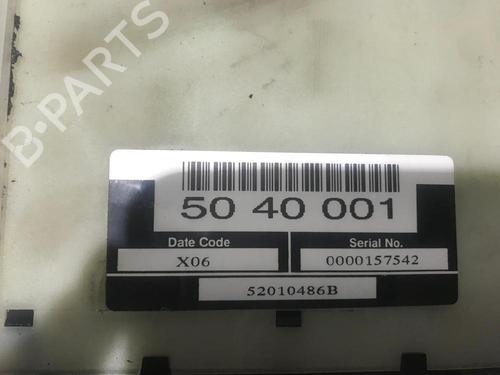 B-PARTS
50 40 001
Date Code
Serial No.
X06
0000157542
52010486B